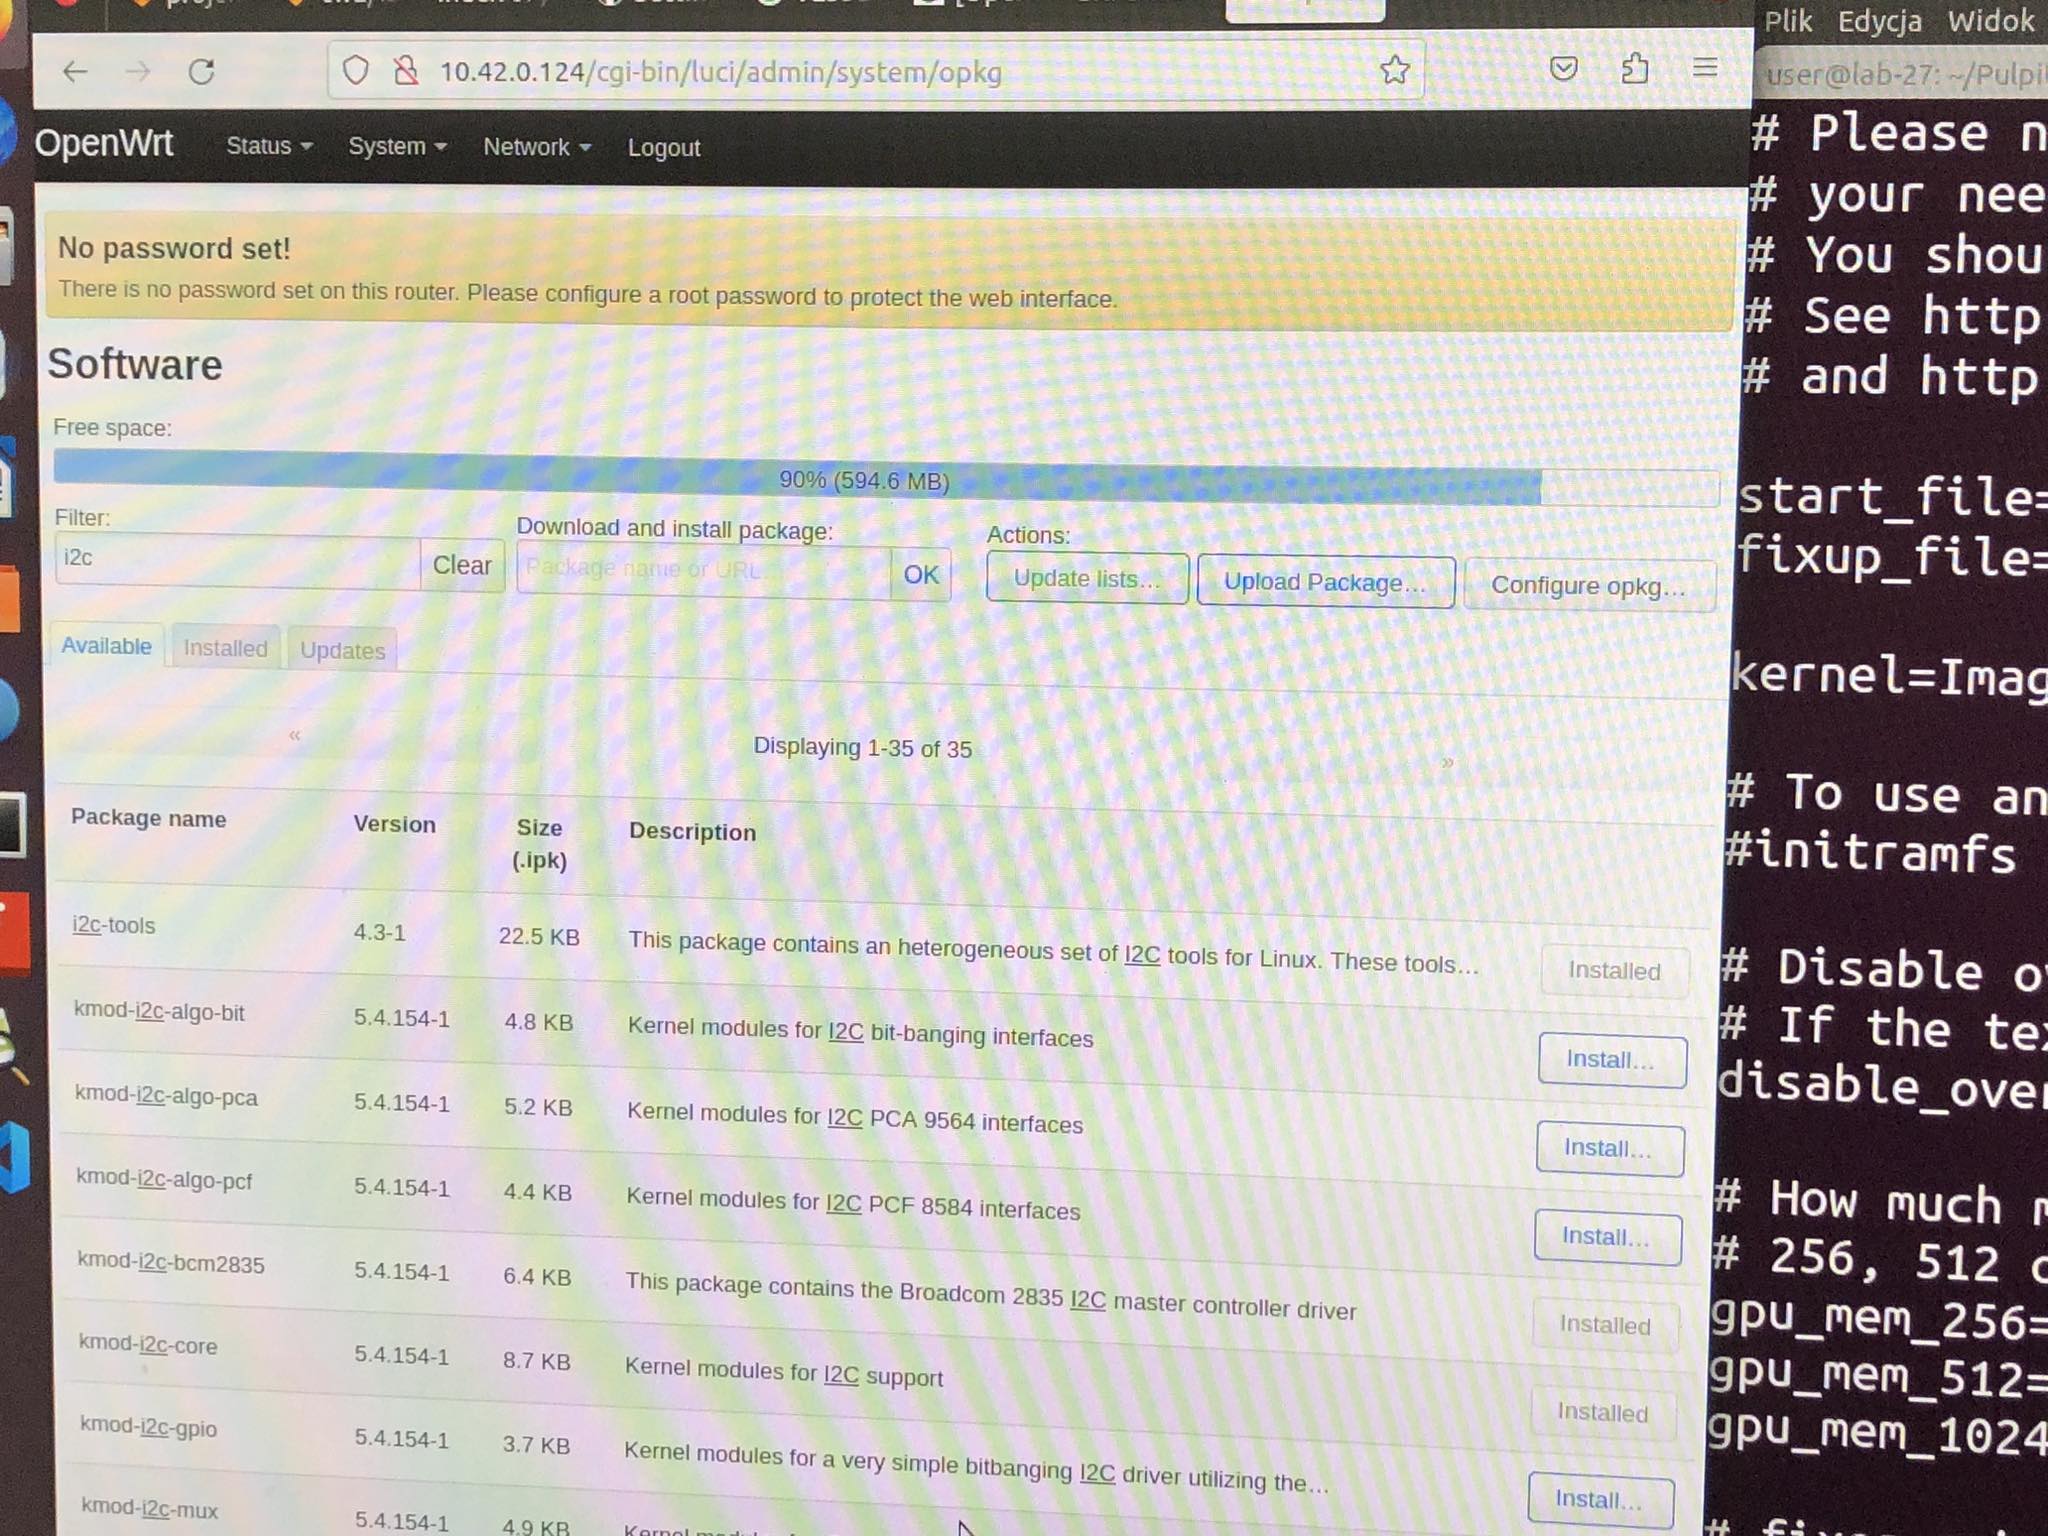 10.42.0.124/cgi-bin/luci/admin/system/opkg
OpenWrt Status System Network Logout
No password set!
There is no password set on this router. Please configure a root password to protect the web interface.
Software
Free space:
90% (594.6 MB)
Filter: Download and install package: Actions:
i2c Clear Package name or URL... OK Update lists... Upload Package... Configure opkg...
Available Installed Updates
« Displaying 1-35 of 35 »
Package name Version Size (.ipk) Description
i2c-tools 4.3-1 22.5 KB This package contains an heterogeneous set of I2C tools for Linux. These tools... Installed
kmod-i2c-algo-bit 5.4.154-1 4.8 KB Kernel modules for I2C bit-banging interfaces Install...
kmod-i2c-algo-pca 5.4.154-1 5.2 KB Kernel modules for I2C PCA 9564 interfaces Install...
kmod-i2c-algo-pcf 5.4.154-1 4.4 KB Kernel modules for I2C PCF 8584 interfaces Install...
kmod-i2c-bcm2835 5.4.154-1 6.4 KB This package contains the Broadcom 2835 I2C master controller driver Installed
kmod-i2c-core 5.4.154-1 8.7 KB Kernel modules for I2C support Installed
kmod-i2c-gpio 5.4.154-1 3.7 KB Kernel modules for a very simple bitbanging I2C driver utilizing the... Install...
kmod-i2c-mux 5.4.154-1 4.9 KB
Plik Edycja Widok
user@lab-27: ~/Pulpi
# Please n
# your nee
# You shou
# See http
# and http
start_file=
fixup_file=
kernel=Imag
# To use an
#initramfs
# Disable o
# If the te
disable_over
# How much m
# 256, 512 o
gpu_mem_256=
gpu_mem_512=
gpu_mem_1024